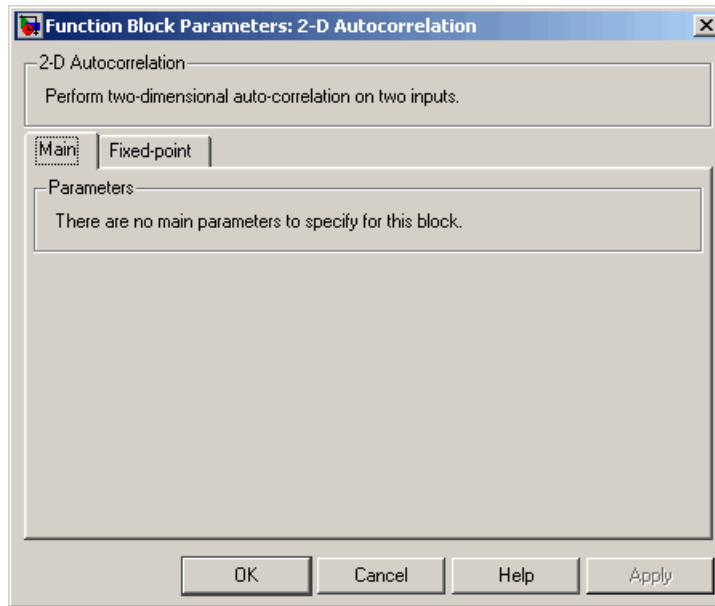 Function Block Parameters: 2-D Autocorrelation
2-D Autocorrelation
Perform two-dimensional auto-correlation on two inputs.
Main Fixed-point
Parameters
There are no main parameters to specify for this block.
OK Cancel Help Apply